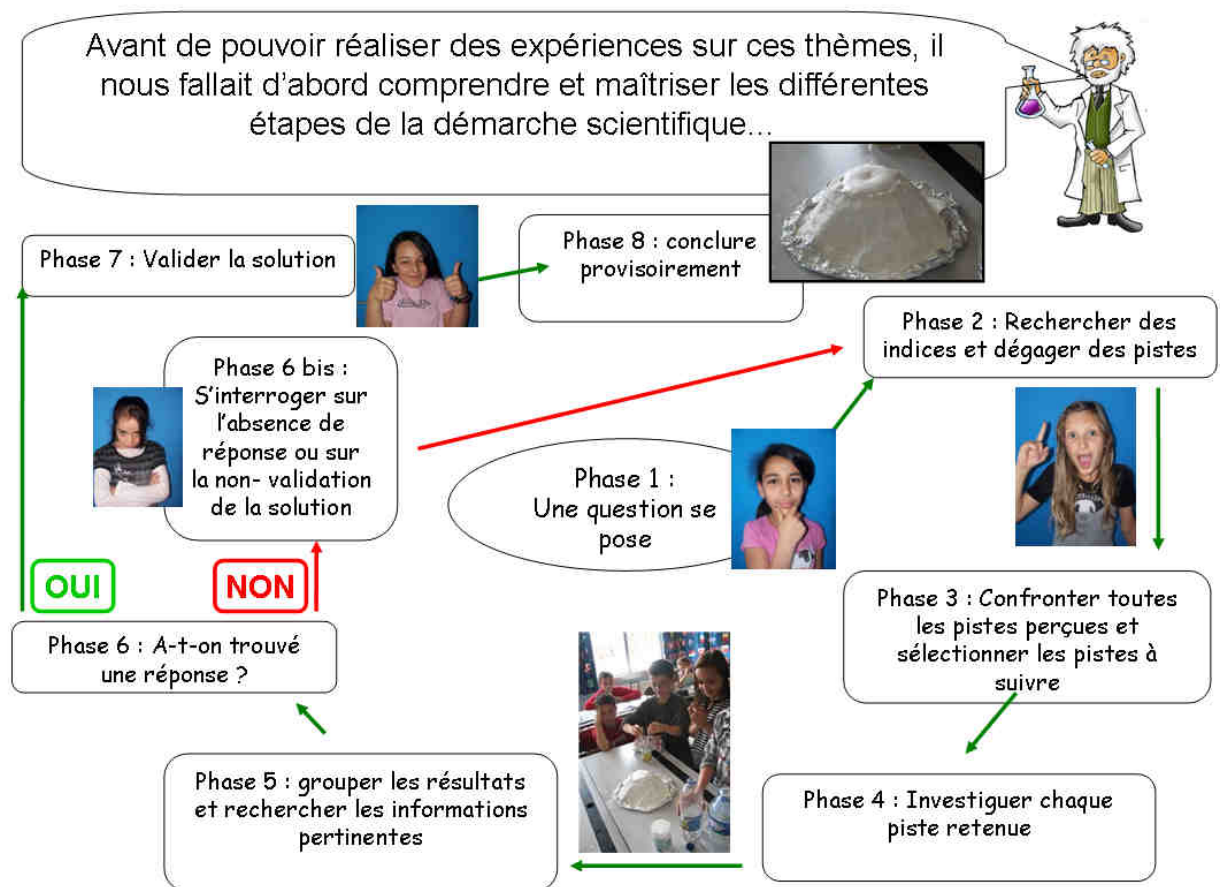 Avant de pouvoir réaliser des expériences sur ces thèmes, il
nous fallait d'abord comprendre et maîtriser les différentes
étapes de la démarche scientifique...
Phase 7 : Valider la solution
Phase 8 : conclure
provisoirement
Phase 2 : Rechercher des
indices et dégager des pistes
Phase 6 bis :
S'interroger sur
l'absence de
réponse ou sur
la non- validation
de la solution
Phase 1 :
Une question se
pose
OUI
NON
Phase 6 : A-t-on trouvé
une réponse ?
Phase 3 : Confronter toutes
les pistes perçues et
sélectionner les pistes à
suivre
Phase 5 : grouper les résultats
et rechercher les informations
pertinentes
Phase 4 : Investiguer chaque
piste retenue